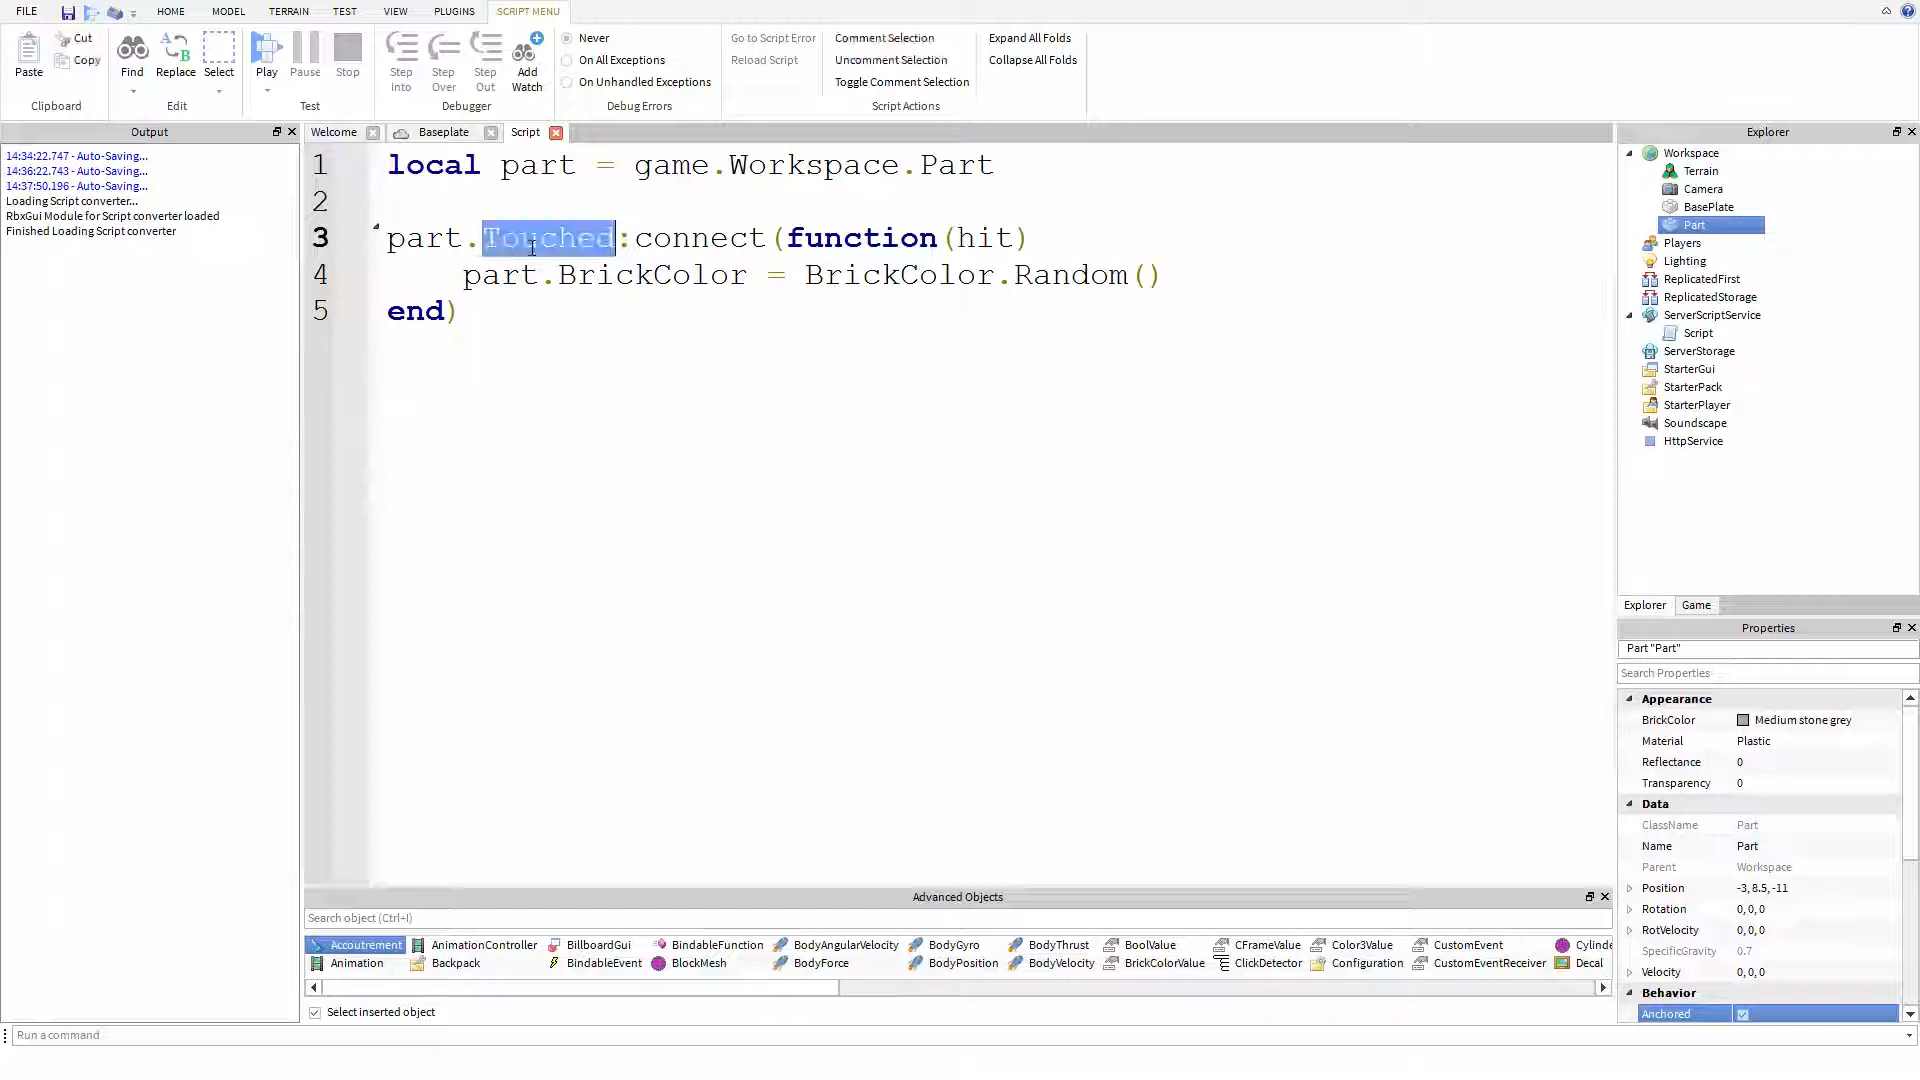 FILE HOME MODEL TERRAIN TEST VIEW PLUGINS SCRIPT MENU
Paste Cut Copy
Clipboard
Find Replace Select
Edit
Play Pause Stop
Test
Step Into Step Over Step Out Add Watch
Debugger
Never
On All Exceptions
On Unhandled Exceptions
Debug Errors
Go to Script Error
Reload Script
Comment Selection
Uncomment Selection
Toggle Comment Selection
Script Actions
Expand All Folds
Collapse All Folds
Output
14:34:22.747 - Auto-Saving...
14:36:22.743 - Auto-Saving...
14:37:50.196 - Auto-Saving...
Loading Script converter...
RbxGui Module for Script converter loaded
Finished Loading Script converter
Welcome Baseplate Script
1 local part = game.Workspace.Part
2
3 part.Touched:connect(function(hit)
4 part.BrickColor = BrickColor.Random()
5 end)
Advanced Objects
Search object (Ctrl+I)
Accoutrement AnimationController BillboardGui BindableFunction BodyAngularVelocity BodyGyro BodyThrust BoolValue CFrameValue Color3Value CustomEvent Cylinde
Animation Backpack BindableEvent BlockMesh BodyForce BodyPosition BodyVelocity BrickColorValue ClickDetector Configuration CustomEventReceiver Decal
Select inserted object
Run a command
Explorer
Workspace
Terrain
Camera
BasePlate
Part
Players
Lighting
ReplicatedFirst
ReplicatedStorage
ServerScriptService
Script
ServerStorage
StarterGui
StarterPack
StarterPlayer
Soundscape
HttpService
Explorer Game
Properties
Part "Part"
Search Properties
Appearance
BrickColor Medium stone grey
Material Plastic
Reflectance 0
Transparency 0
Data
ClassName Part
Name Part
Parent Workspace
Position -3, 8.5, -11
Rotation 0, 0, 0
RotVelocity 0, 0, 0
SpecificGravity 0.7
Velocity 0, 0, 0
Behavior
Anchored